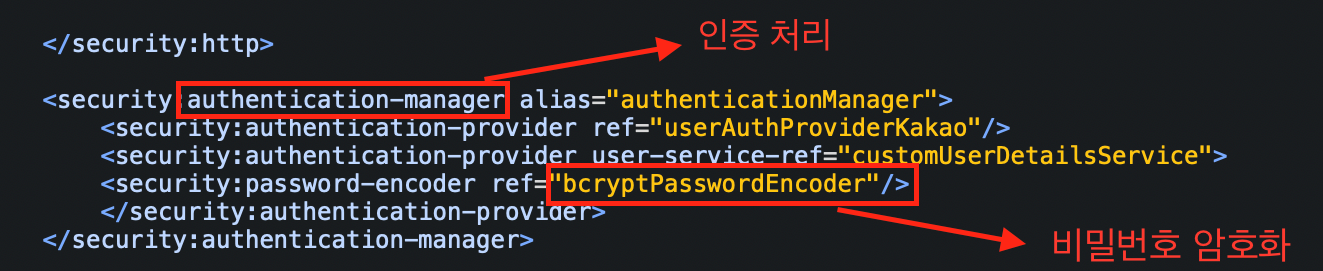 </security:http>
인증 처리
<security:authentication-manager alias="authenticationManager">
<security:authentication-provider ref="userAuthProviderKakao"/>
<security:authentication-provider user-service-ref="customUserDetailsService">
<security:password-encoder ref="bcryptPasswordEncoder"/>
</security:authentication-provider>
</security:authentication-manager>
비밀번호 암호화